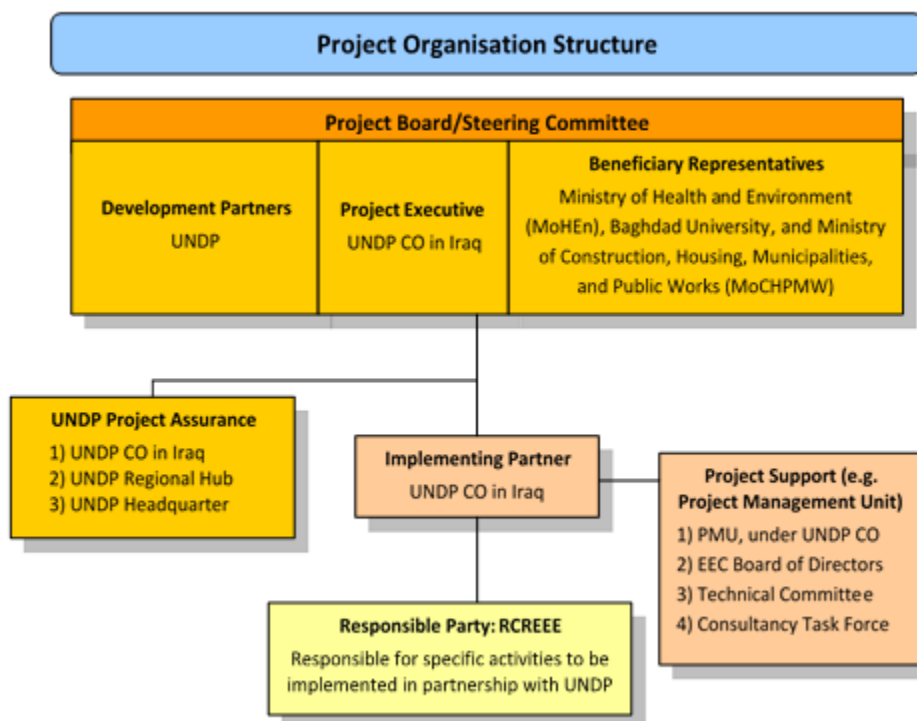 Project Organisation Structure
Project Board/Steering Committee
Development Partners
UNDP
Project Executive
UNDP CO in Iraq
Beneficiary Representatives
Ministry of Health and Environment
(MoHEn), Baghdad University, and Ministry
of Construction, Housing, Municipalities,
and Public Works (MoCHPMW)
UNDP Project Assurance
1) UNDP CO in Iraq
2) UNDP Regional Hub
3) UNDP Headquarter
Implementing Partner
UNDP CO in Iraq
Project Support (e.g.
Project Management Unit)
1) PMU, under UNDP CO
2) EEC Board of Directors
3) Technical Committee
4) Consultancy Task Force
Responsible Party: RCREEE
Responsible for specific activities to be
implemented in partnership with UNDP